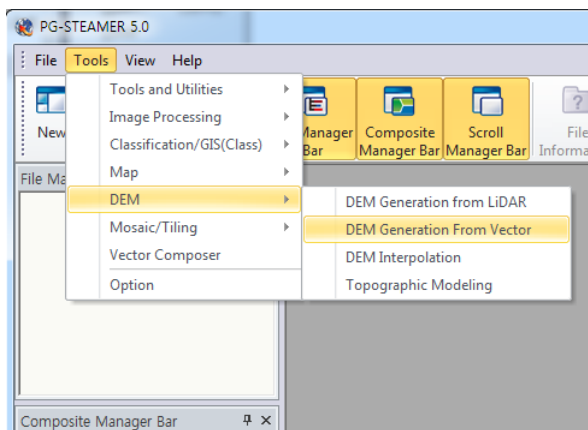 PG-STEAMER 5.0
File Tools View Help
New
Manager Bar
Composite Manager Bar
Scroll Manager Bar
File
File Ma
Tools and Utilities
Image Processing
Classification/GIS(Class)
Map
DEM
Mosaic/Tiling
Vector Composer
Option
DEM Generation from LiDAR
DEM Generation From Vector
DEM Interpolation
Topographic Modeling
Composite Manager Bar